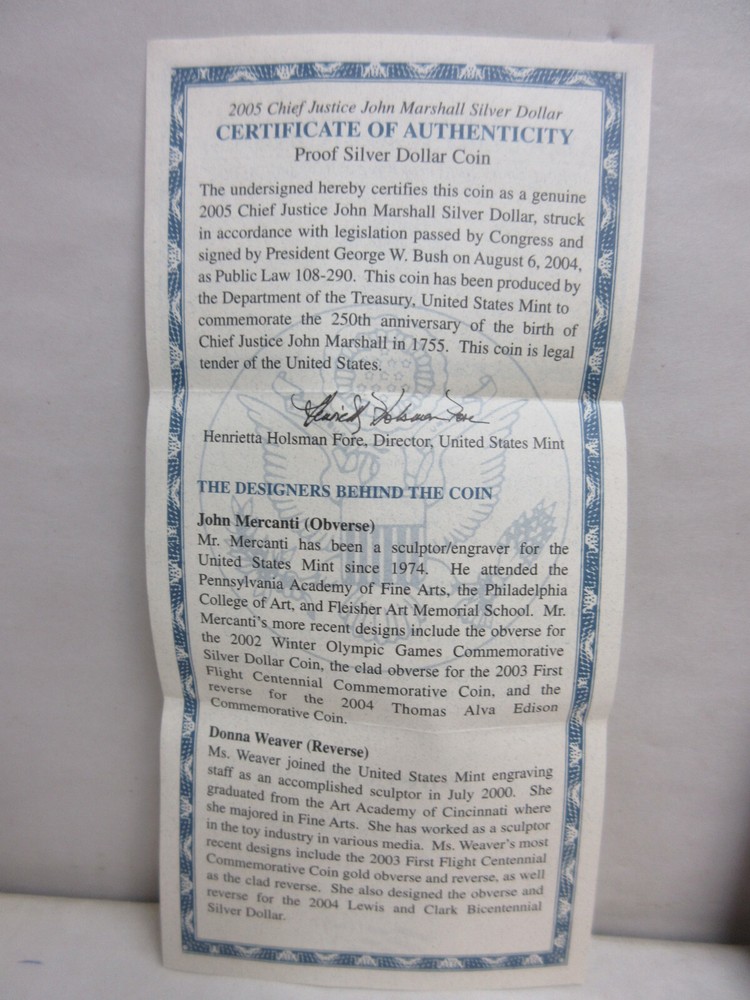 2005 Chief Justice John Marshall Silver Dollar
CERTIFICATE OF AUTHENTICITY
Proof Silver Dollar Coin
The undersigned hereby certifies this coin as a genuine
2005 Chief Justice John Marshall Silver Dollar, struck
in accordance with legislation passed by Congress and
signed by President George W. Bush on August 6, 2004,
as Public Law 108-290. This coin has been produced by
the Department of the Treasury, United States Mint to
commemorate the 250th anniversary of the birth of
Chief Justice John Marshall in 1755. This coin is legal
tender of the United States.
Henrietta Holsman Fore
Henrietta Holsman Fore, Director, United States Mint
THE DESIGNERS BEHIND THE COIN
John Mercanti (Obverse)
Mr. Mercanti has been a sculptor/engraver for the
United States Mint since 1974. He attended the
Pennsylvania Academy of Fine Arts, the Philadelphia
College of Art, and Fleisher Art Memorial School. Mr.
Mercanti's more recent designs include the obverse for
the 2002 Winter Olympic Games Commemorative
Silver Dollar Coin, the clad obverse for the 2003 First
Flight Centennial Commemorative Coin, and the
reverse for the 2004 Thomas Alva Edison
Commemorative Coin.
Donna Weaver (Reverse)
Ms. Weaver joined the United States Mint engraving
staff as an accomplished sculptor in July 2000. She
graduated from the Art Academy of Cincinnati where
she majored in Fine Arts. She has worked as a sculptor
in the toy industry in various media. Ms. Weaver's most
recent designs include the 2003 First Flight Centennial
Commemorative Coin gold obverse and reverse, as well
as the clad reverse. She also designed the obverse and
reverse for the 2004 Lewis and Clark Bicentennial
Silver Dollar.